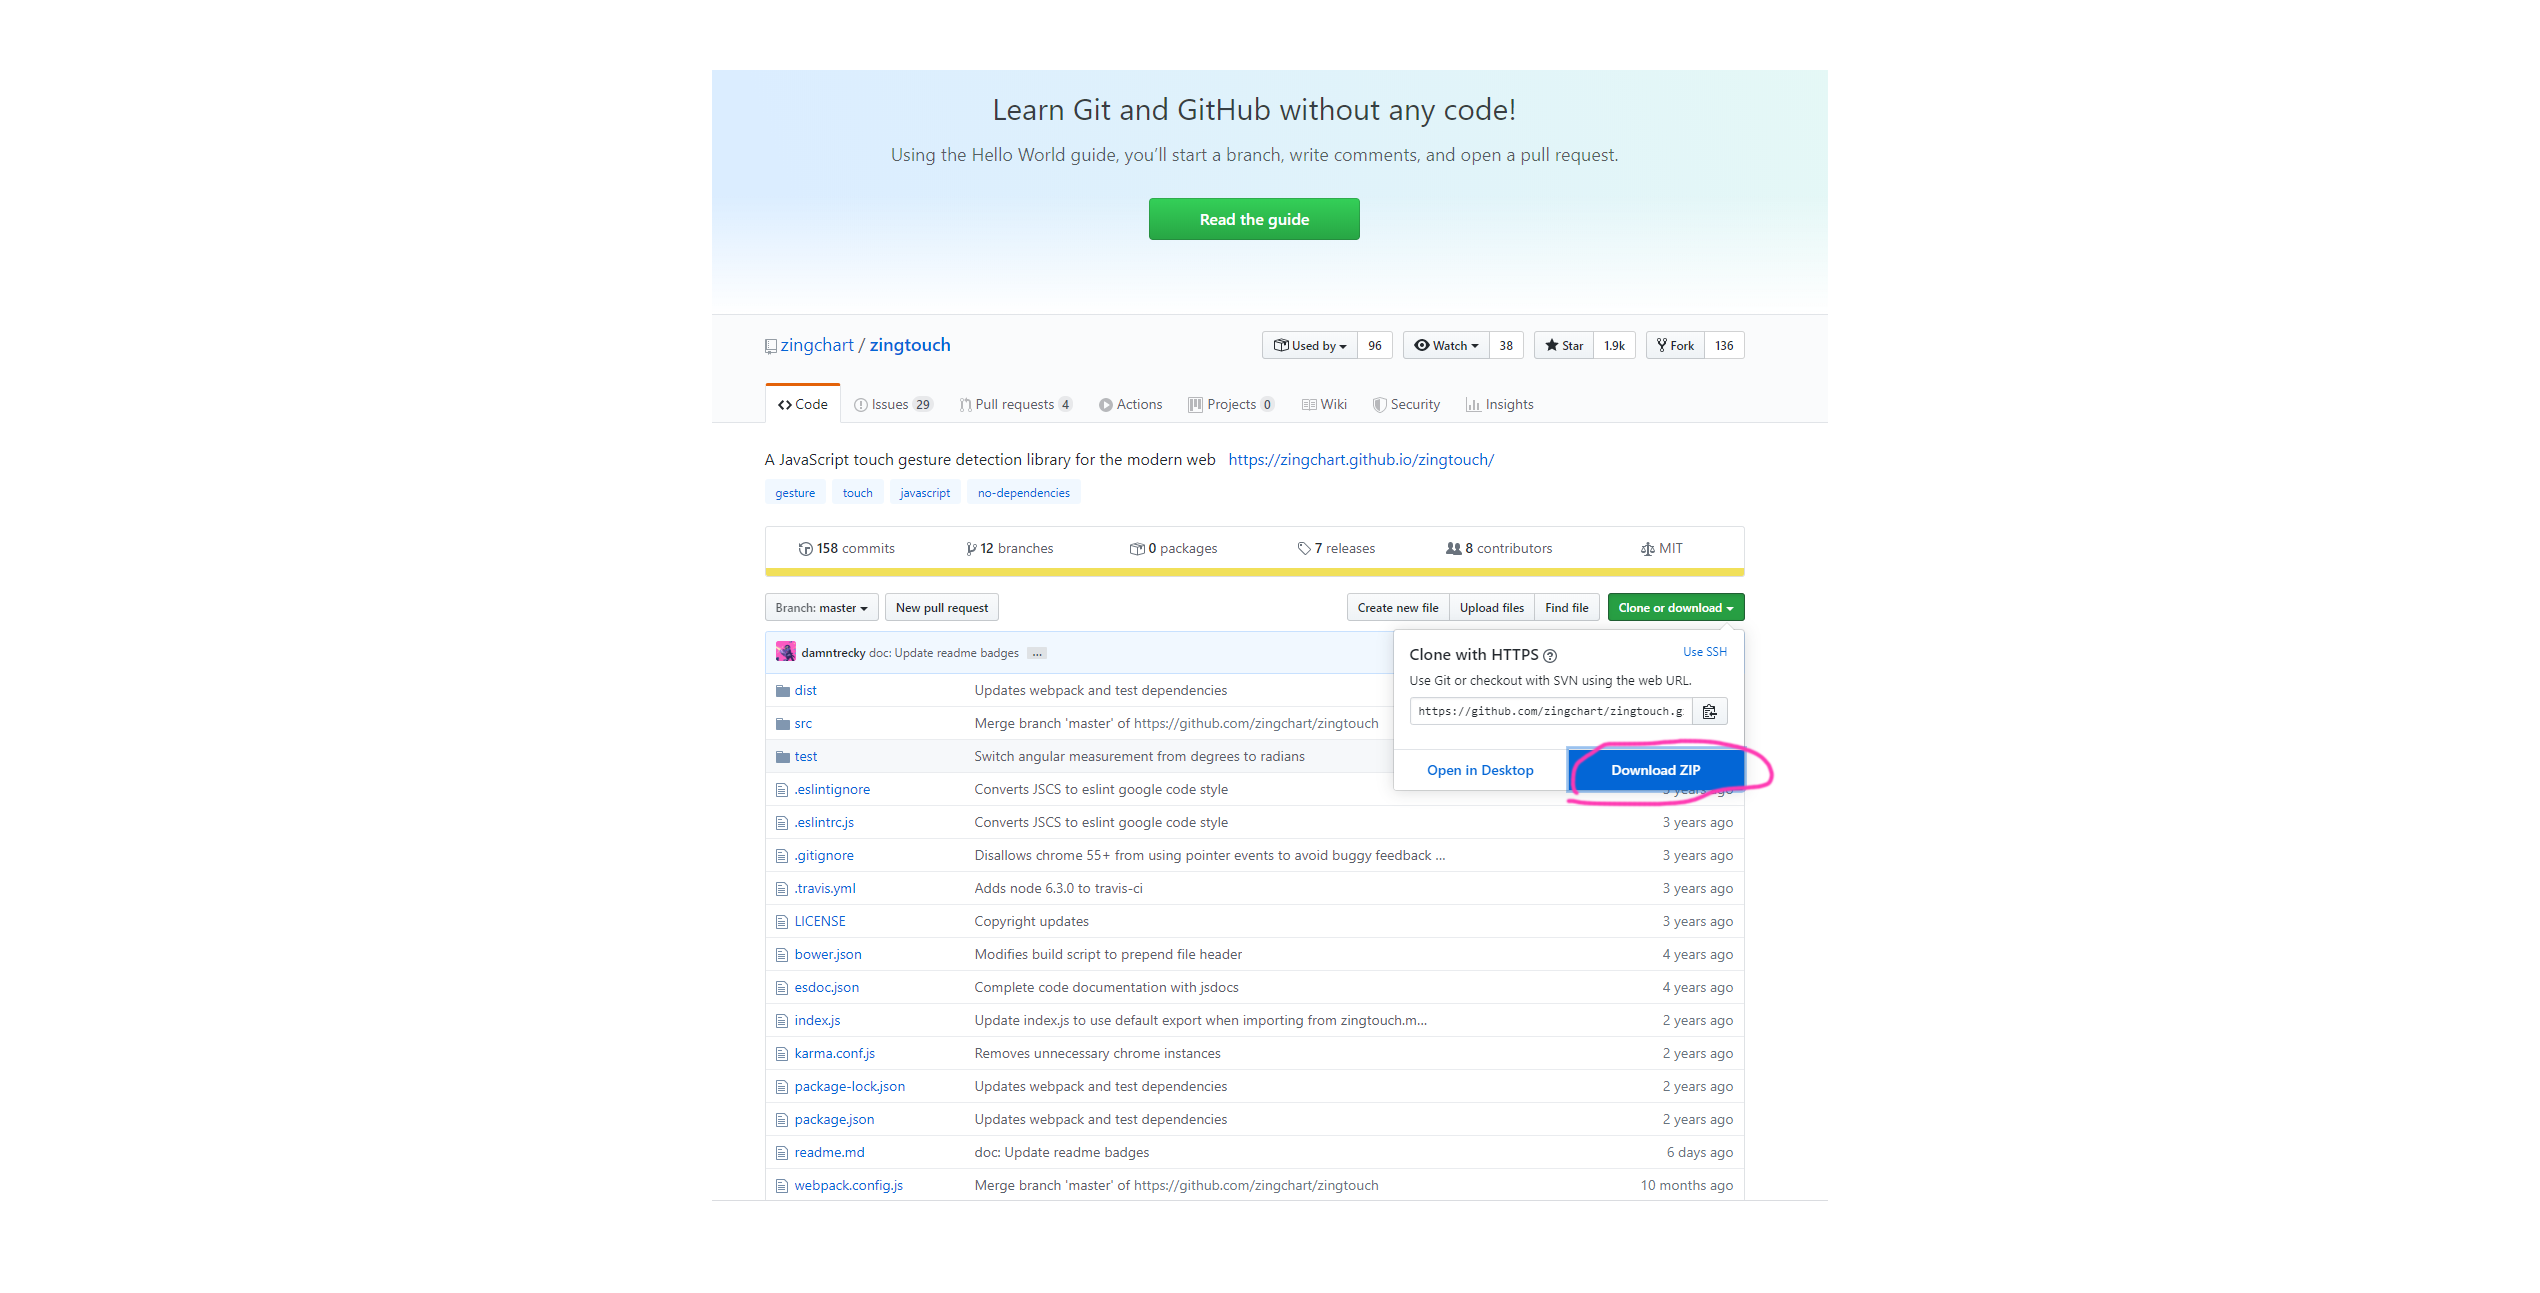 Learn Git and GitHub without any code!
Using the Hello World guide, you'll start a branch, write comments, and open a pull request.
Read the guide
zingchart / zingtouch
Used by 96 Watch 38 Star 1.9k Fork 136
Code Issues 29 Pull requests 4 Actions Projects 0 Wiki Security Insights
A JavaScript touch gesture detection library for the modern web https://zingchart.github.io/zingtouch/
gesture touch javascript no-dependencies
158 commits 12 branches 0 packages 7 releases 8 contributors MIT
Branch: master New pull request Create new file Upload files Find file Clone or download
damntrecky doc: Update readme badges ...
Clone with HTTPS ? Use SSH
Use Git or checkout with SVN using the web URL.
https://github.com/zingchart/zingtouch.g
Open in Desktop Download ZIP
dist Updates webpack and test dependencies
src Merge branch 'master' of https://github.com/zingchart/zingtouch
test Switch angular measurement from degrees to radians
.eslintignore Converts JSCS to eslint google code style years ago
.eslintrc.js Converts JSCS to eslint google code style 3 years ago
.gitignore Disallows chrome 55+ from using pointer events to avoid buggy feedback ... 3 years ago
.travis.yml Adds node 6.3.0 to travis-ci 3 years ago
LICENSE Copyright updates 3 years ago
bower.json Modifies build script to prepend file header 4 years ago
esdoc.json Complete code documentation with jsdocs 4 years ago
index.js Update index.js to use default export when importing from zingtouch.m... 2 years ago
karma.conf.js Removes unnecessary chrome instances 2 years ago
package-lock.json Updates webpack and test dependencies 2 years ago
package.json Updates webpack and test dependencies 2 years ago
readme.md doc: Update readme badges 6 days ago
webpack.config.js Merge branch 'master' of https://github.com/zingchart/zingtouch 10 months ago